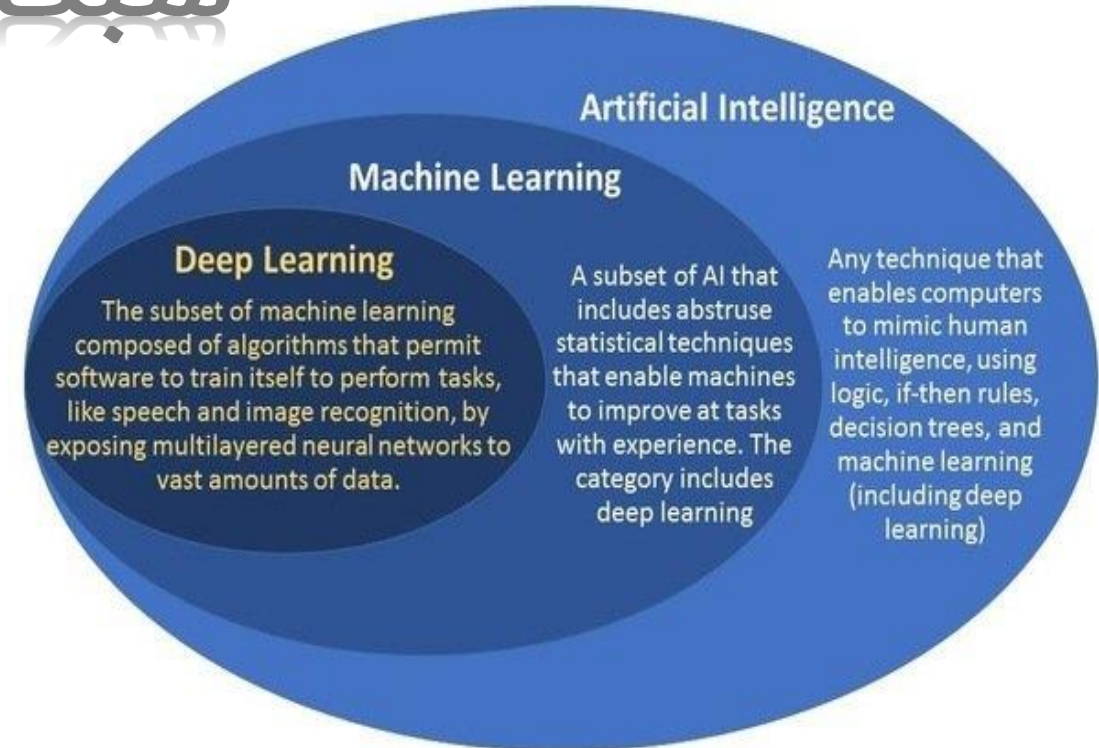 Artificial Intelligence
Machine Learning
Deep Learning
The subset of machine learning
composed of algorithms that permit
software to train itself to perform tasks,
like speech and image recognition, by
exposing multilayered neural networks to
vast amounts of data.
A subset of AI that
includes abstruse
statistical techniques
that enable machines
to improve at tasks
with experience. The
category includes
deep learning
Any technique that
enables computers
to mimic human
intelligence, using
logic, if-then rules,
decision trees, and
machine learning
(including deep
learning)